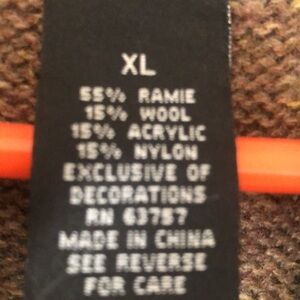 XL
55% RAMIE
15% WOOL
15% ACRYLIC
15% NYLON
EXCLUSIVE OF
DECORATIONS
RN 63757
MADE IN CHINA
SEE REVERSE
FOR CARE